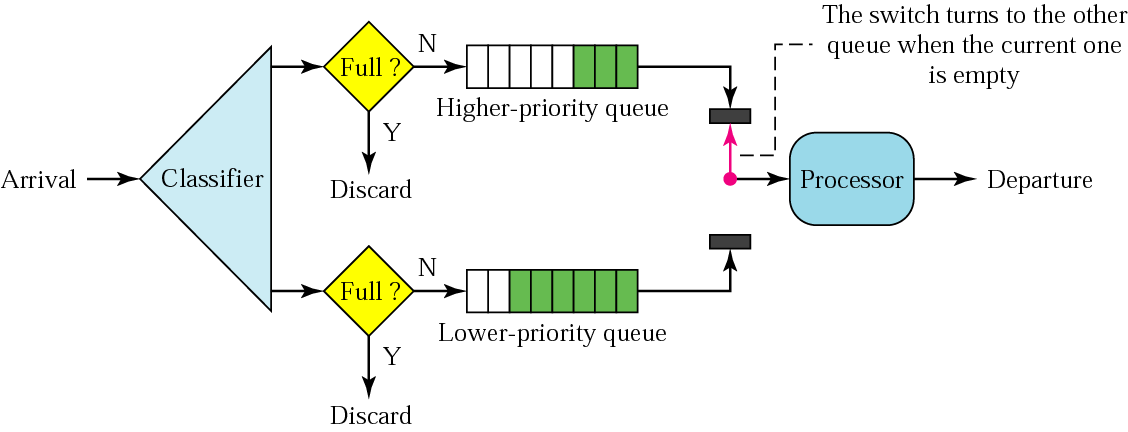 The switch turns to the other
queue when the current one
is empty
N
Full ?
Higher-priority queue
Y
Discard
Arrival
Classifier
Processor
Departure
N
Full ?
Lower-priority queue
Y
Discard